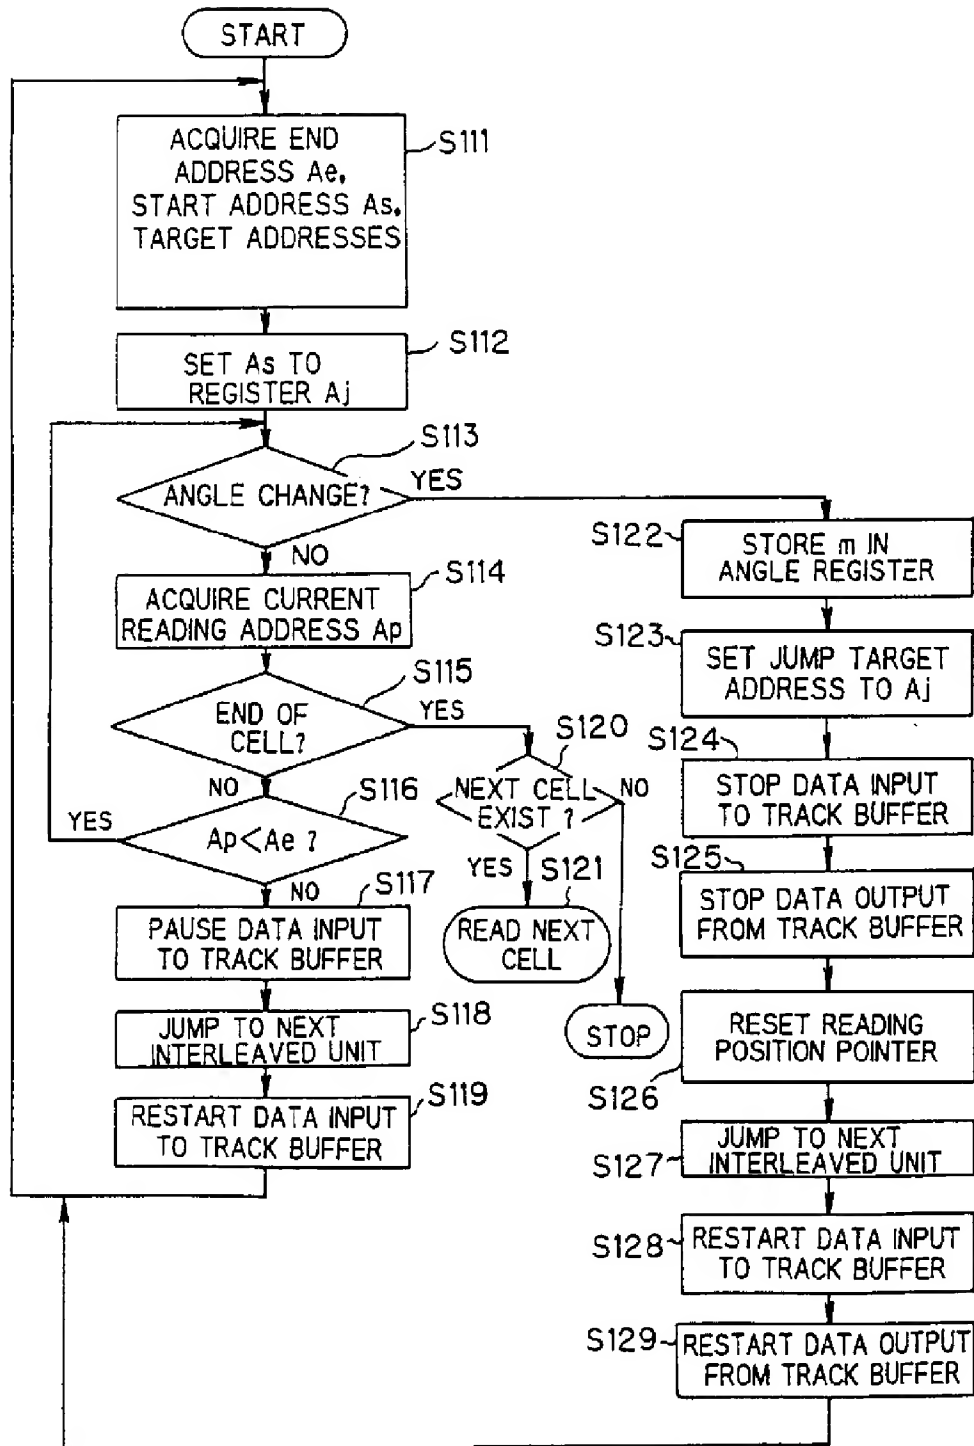 START
ACQUIRE END
ADDRESS Ae,
START ADDRESS As,
TARGET ADDRESSES
S111
SET As TO
REGISTER Aj
S112
ANGLE CHANGE?
S113
YES
NO
ACQUIRE CURRENT
READING ADDRESS Ap
S114
END OF
CELL?
S115
YES
NO
Ap<Ae ?
S116
YES
NO
PAUSE DATA INPUT
TO TRACK BUFFER
S117
JUMP TO NEXT
INTERLEAVED UNIT
S118
RESTART DATA INPUT
TO TRACK BUFFER
S119
NEXT CELL
EXIST ?
S120
NO
YES
READ NEXT
CELL
S121
STOP
S122
STORE m IN
ANGLE REGISTER
S123
SET JUMP TARGET
ADDRESS TO Aj
S124
STOP DATA INPUT
TO TRACK BUFFER
S125
STOP DATA OUTPUT
FROM TRACK BUFFER
RESET READING
POSITION POINTER
S126
JUMP TO NEXT
INTERLEAVED UNIT
S127
S128
RESTART DATA INPUT
TO TRACK BUFFER
S129
RESTART DATA OUTPUT
FROM TRACK BUFFER